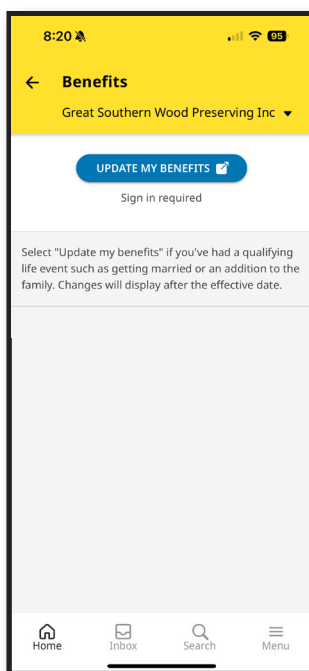 8:20
95
Benefits
Great Southern Wood Preserving Inc
UPDATE MY BENEFITS
Sign in required
Select "Update my benefits" if you've had a qualifying
life event such as getting married or an addition to the
family. Changes will display after the effective date.
Home
Inbox
Search
Menu